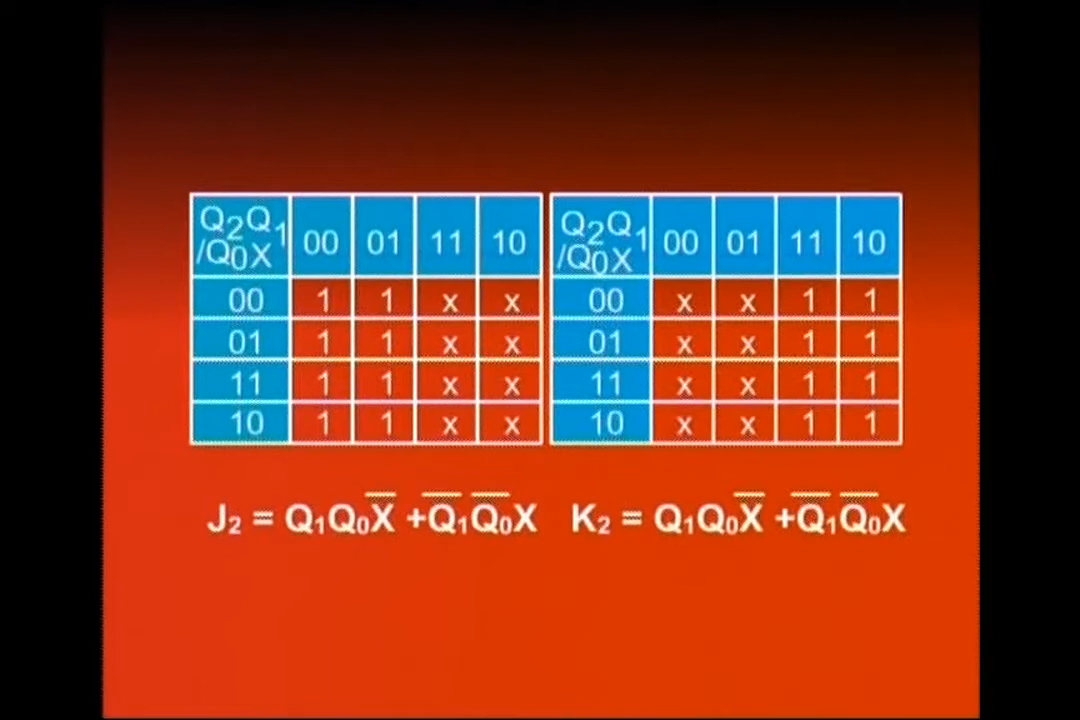 Q2Q1 /Q0X 00 01 11 10 Q2Q1 /Q0X 00 01 11 10
00 1 1 x x 00 x x 1 1
01 1 1 x x 01 x x 1 1
11 1 1 x x 11 x x 1 1
10 1 1 x x 10 x x 1 1
J₂ = Q₁Q₀X̅ +Q̅₁Q̅₀X K₂ = Q₁Q₀X̅ +Q̅₁Q̅₀X